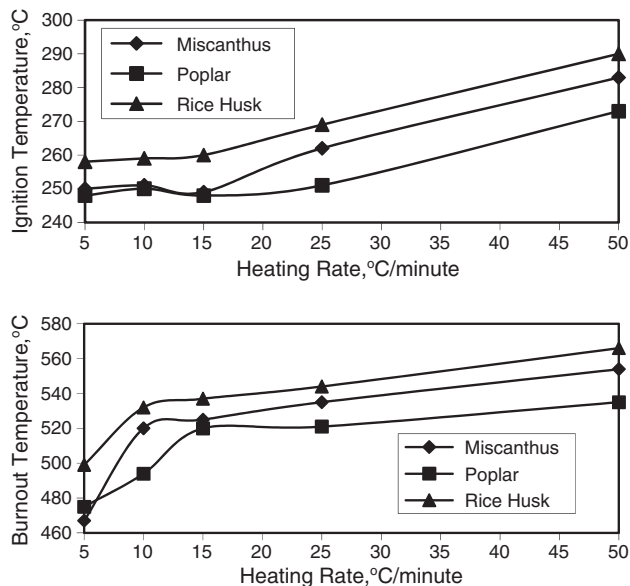 300
290
280
270
260
250
240
Ignition Temperature,°C
Miscanthus
Poplar
Rice Husk
5 10 15 20 25 30 35 40 45 50
Heating Rate,°C/minute
580
560
540
520
500
480
460
Burnout Temperature,°C
Miscanthus
Poplar
Rice Husk
5 10 15 20 25 30 35 40 45 50
Heating Rate,°C/minute